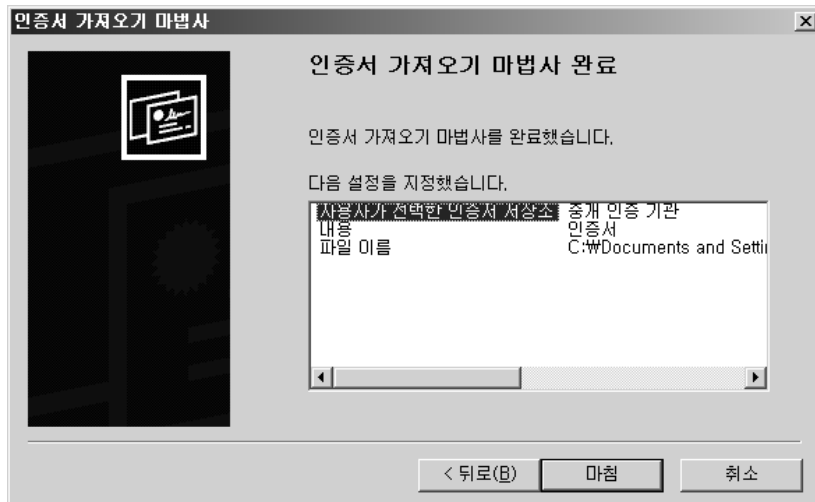 인증서 가져오기 마법사
인증서 가져오기 마법사 완료
인증서 가져오기 마법사를 완료했습니다.
다음 설정을 지정했습니다.
사용자가 선택한 인증서 저장소 중개 인증 기관
내용 인증서
파일 이름 C:₩Documents and Settin
< 뒤로(B) 마침 취소